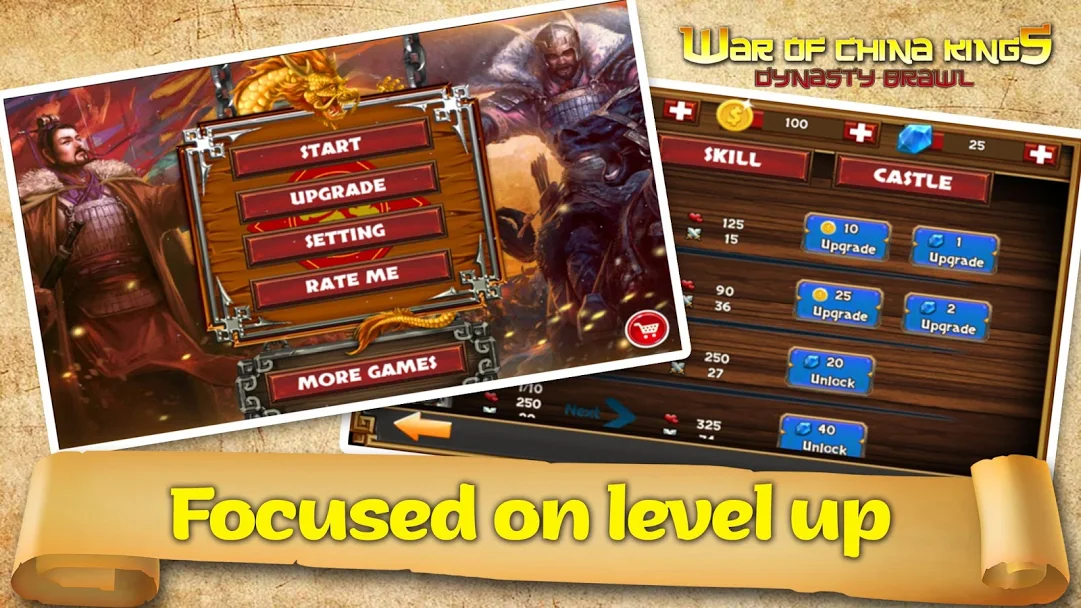 WAR OF CHINA KINGS
DYNASTY BRAWL
START
UPGRADE
SETTING
RATE ME
MORE GAMES
100
25
SKILL
CASTLE
125
15
10
Upgrade
1
Upgrade
90
36
25
Upgrade
2
Upgrade
250
27
20
Unlock
1/10
250
Next
325
40
Unlock
Focused on level up